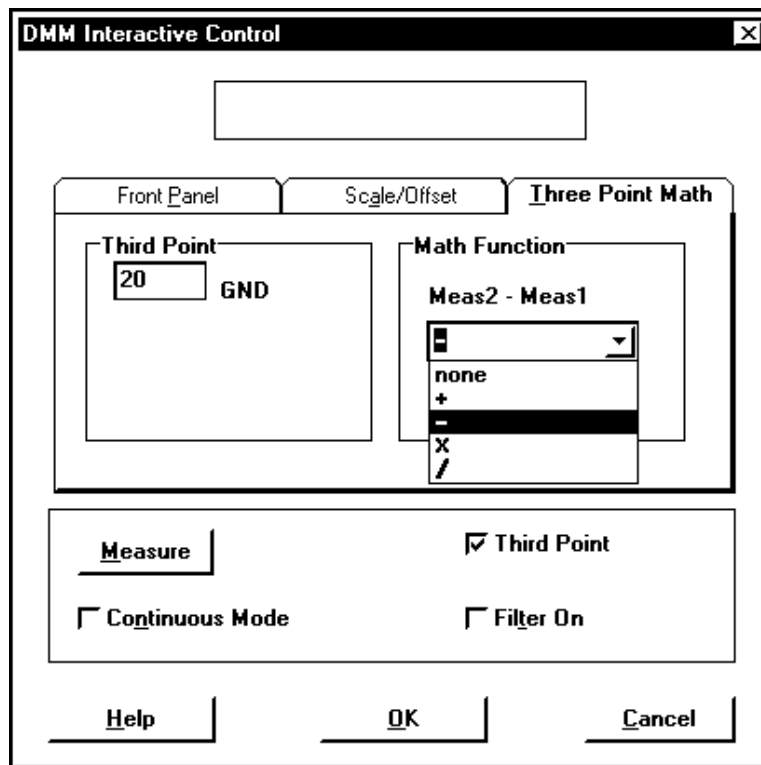 DMM Interactive Control
Front Panel
Scale/Offset
Three Point Math
Third Point
20 GND
Math Function
Meas2 - Meas1
-
none
+
-
X
/
Measure
Third Point
Continuous Mode
Filter On
Help
OK
Cancel